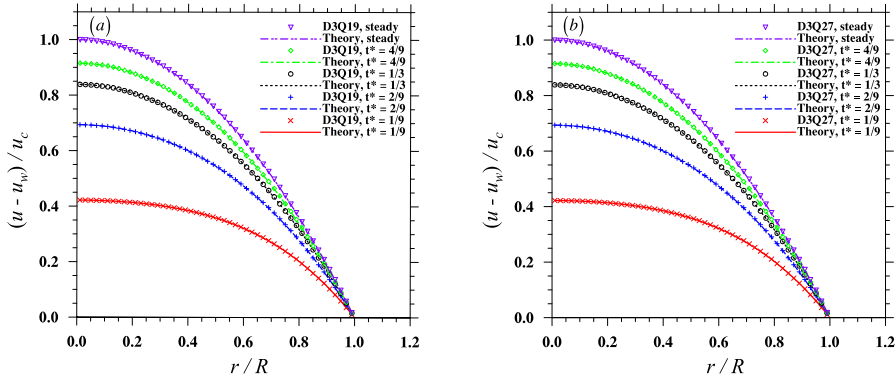 (a)
D3Q19, steady
Theory, steady
D3Q19, t* = 4/9
Theory, t* = 4/9
D3Q19, t* = 1/3
Theory, t* = 1/3
D3Q19, t* = 2/9
Theory, t* = 2/9
D3Q19, t* = 1/9
Theory, t* = 1/9
1.0
0.8
0.6
0.4
0.2
0.0
(u - u_w) / u_c
0.0 0.2 0.4 0.6 0.8 1.0 1.2
r / R
(b)
D3Q27, steady
Theory, steady
D3Q27, t* = 4/9
Theory, t* = 4/9
D3Q27, t* = 1/3
Theory, t* = 1/3
D3Q27, t* = 2/9
Theory, t* = 2/9
D3Q27, t* = 1/9
Theory, t* = 1/9
1.0
0.8
0.6
0.4
0.2
0.0
(u - u_w) / u_c
0.0 0.2 0.4 0.6 0.8 1.0 1.2
r / R